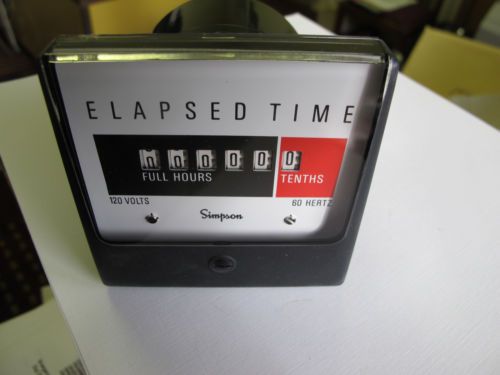 ELAPSED TIME
000000
FULL HOURS
TENTHS
120 VOLTS
60 HERTZ
Simpson